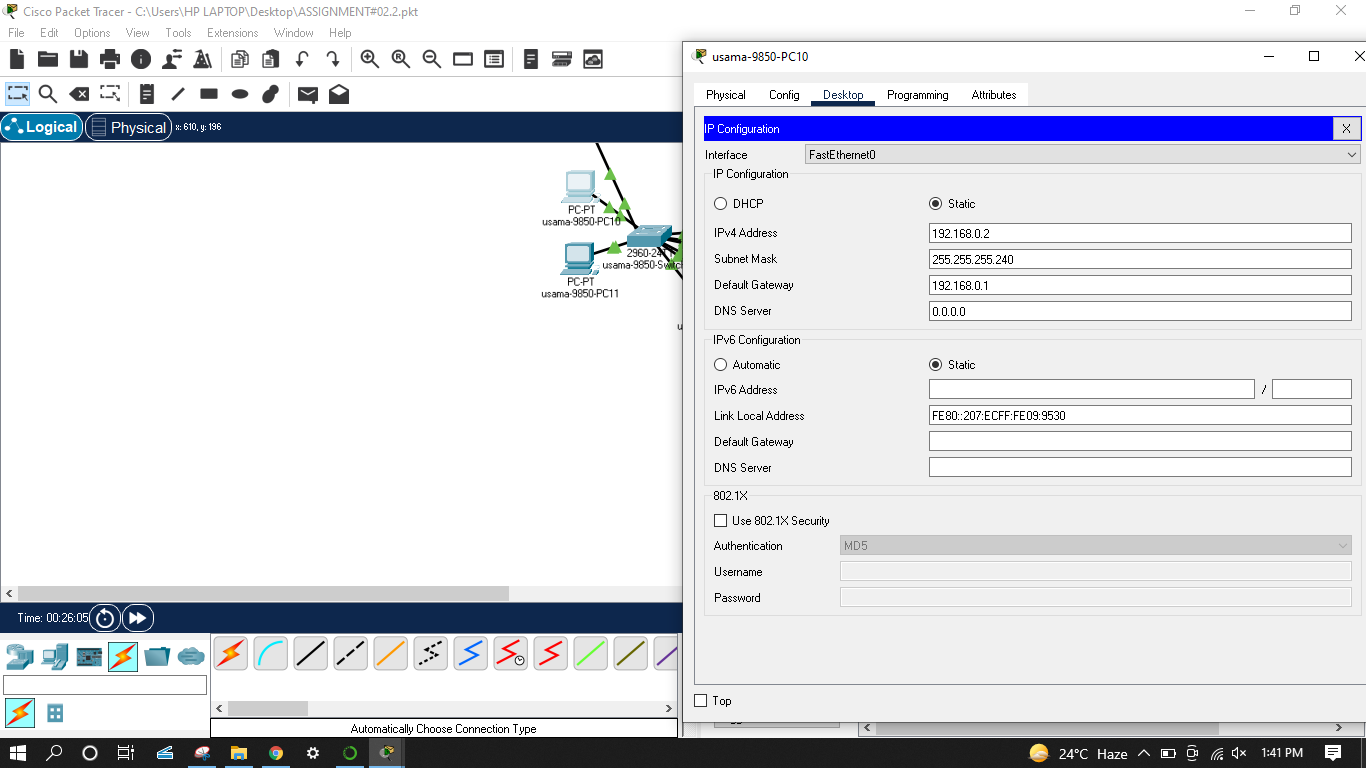 Cisco Packet Tracer - C:\Users\HP LAPTOP\Desktop\ASSIGNMENT#02.2.pkt
File Edit Options View Tools Extensions Window Help
Logical Physical x: 610, y: 196
PC-PT
usama-9850-PC10
2960-24
usama-9850-Switch
PC-PT
usama-9850-PC11
Time: 00:26:05
Automatically Choose Connection Type
usama-9850-PC10
Physical Config Desktop Programming Attributes
IP Configuration X
Interface FastEthernet0
IP Configuration
DHCP Static
IPv4 Address 192.168.0.2
Subnet Mask 255.255.255.240
Default Gateway 192.168.0.1
DNS Server 0.0.0.0
IPv6 Configuration
Automatic Static
IPv6 Address /
Link Local Address FE80::207:ECFF:FE09:9530
Default Gateway
DNS Server
802.1X
Use 802.1X Security
Authentication MD5
Username
Password
Top
24°C Haze 1:41 PM